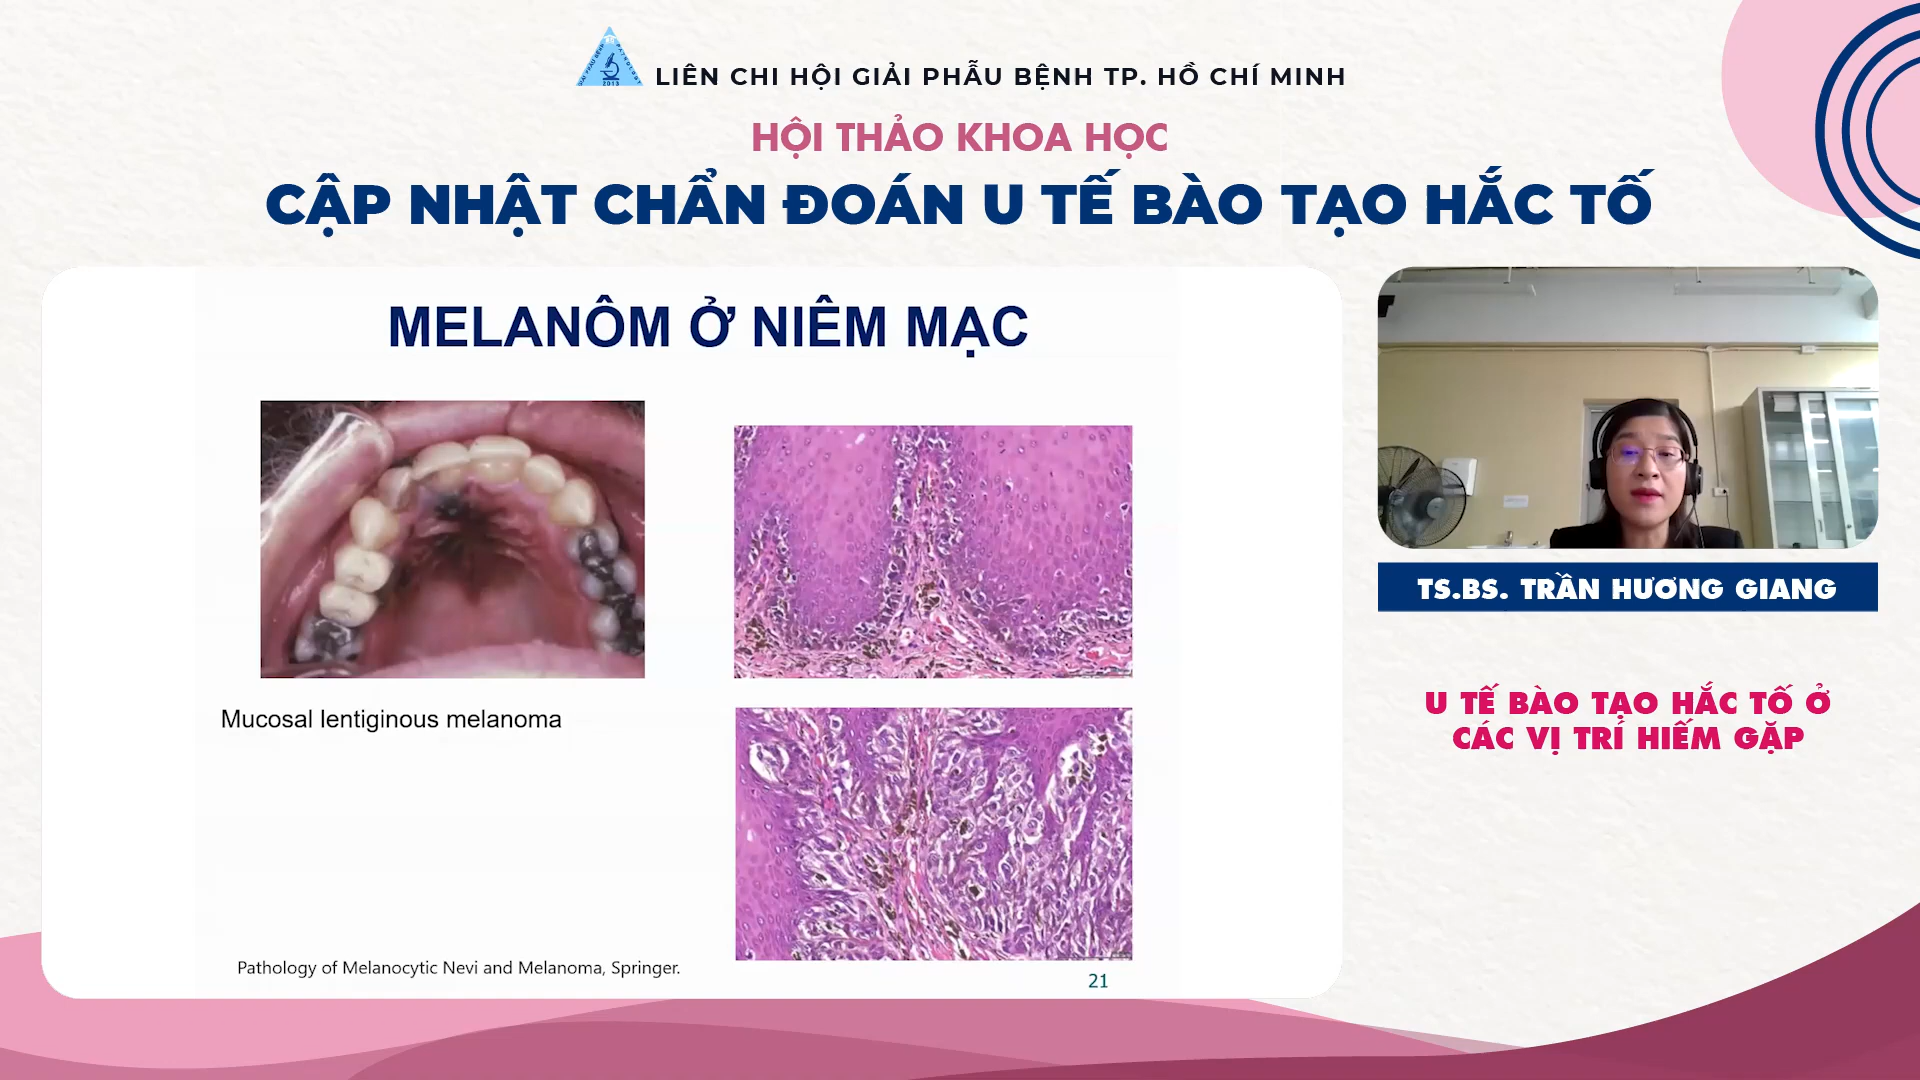 LIÊN CHI HỘI GIẢI PHẪU BỆNH TP. HỒ CHÍ MINH
HỘI THẢO KHOA HỌC
CẬP NHẬT CHẨN ĐOÁN U TẾ BÀO TẠO HẮC TỐ
MELANÔM Ở NIÊM MẠC
Mucosal lentiginous melanoma
Pathology of Melanocytic Nevi and Melanoma, Springer.
21
TS.BS. TRẦN HƯƠNG GIANG
U TẾ BÀO TẠO HẮC TỐ Ở
CÁC VỊ TRÍ HIẾM GẶP